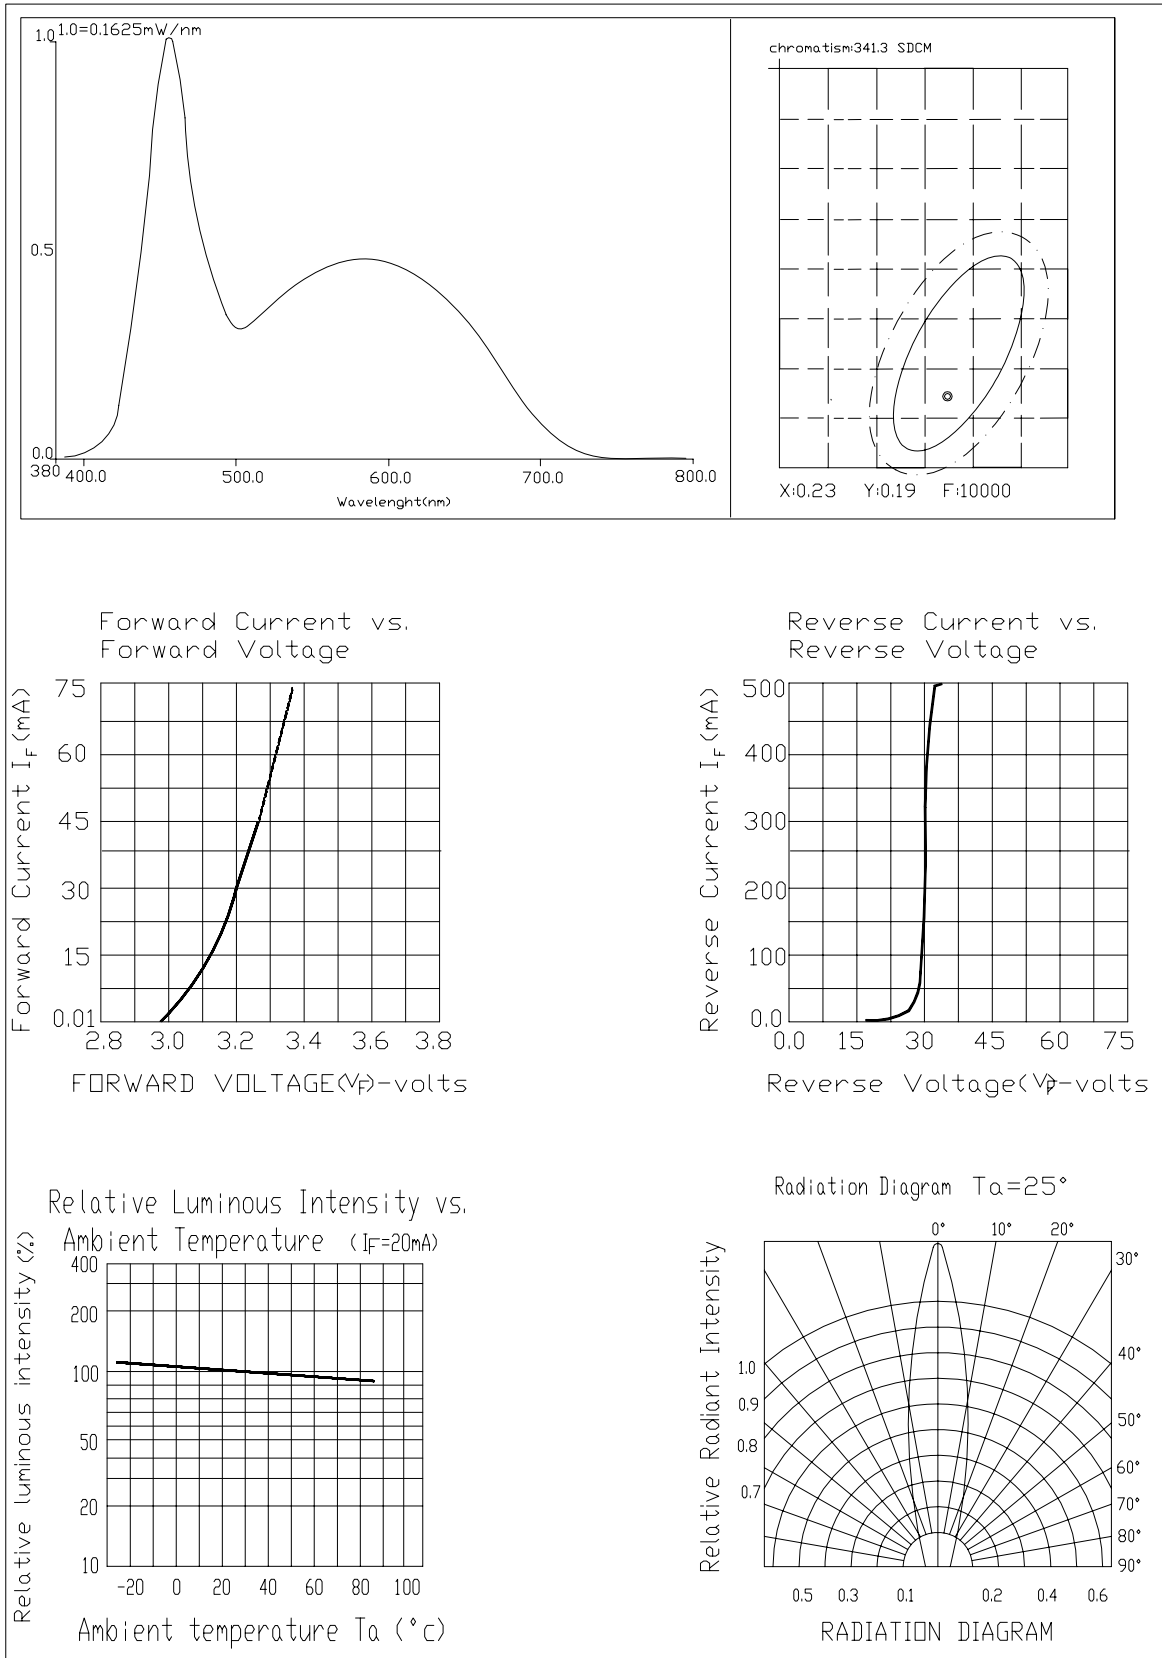 1.0=0.1625mW/nm
1.0
0.5
0.0
380 400.0 500.0 600.0 700.0 800.0
Wavelenght(nm)
chromatism:341.3 SDCM
X:0.23 Y:0.19 F:10000
Forward Current vs.
Forward Voltage
Forward Current IF(mA)
75
60
45
30
15
0.01
2.8 3.0 3.2 3.4 3.6 3.8
FORWARD VOLTAGE(VF)-volts
Reverse Current vs.
Reverse Voltage
Reverse Current IF(mA)
500
400
300
200
100
0.0
0.0 15 30 45 60 75
Reverse Voltage(V )-volts
Relative Luminous Intensity vs.
Ambient Temperature (IF=20mA)
Relative luminous intensity(%)
400
200
100
50
20
10
-20 0 20 40 60 80 100
Ambient temperature Ta (°C)
Radiation Diagram Ta=25°
Relative Radiant Intensity
0° 10° 20°
30°
40°
50°
60°
70°
80°
90°
1.0
0.9
0.8
0.7
0.5 0.3 0.1 0.2 0.4 0.6
RADIATION DIAGRAM